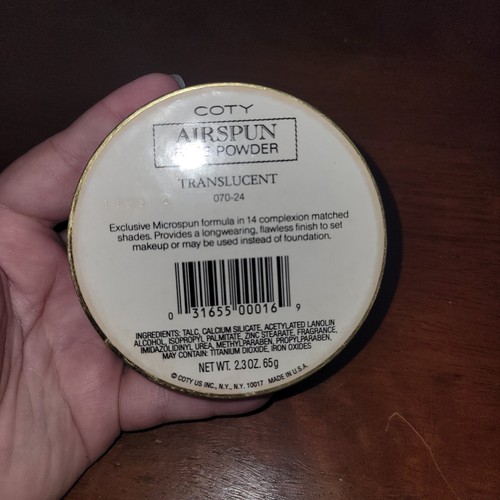 COTY
AIRSPUN
POWDER
TRANSLUCENT
070-24
Exclusive Microspun formula in 14 complexion matched
shades. Provides a longwearing, flawless finish to set
makeup or may be used instead of foundation.
0 31655 00016 9
INGREDIENTS: TALC, CALCIUM SILICATE, ACETYLATED LANOLIN
ALCOHOL, ISOPROPYL PALMITATE, ZINC STEARATE, FRAGRANCE,
IMIDAZOLIDINYL UREA, METHYLPARABEN, PROPYLPARABEN,
MAY CONTAIN: TITANIUM DIOXIDE, IRON OXIDES
NET WT. 2.3 OZ. 65g
© COTY US INC., N.Y., N.Y. 10017 MADE IN U.S.A.